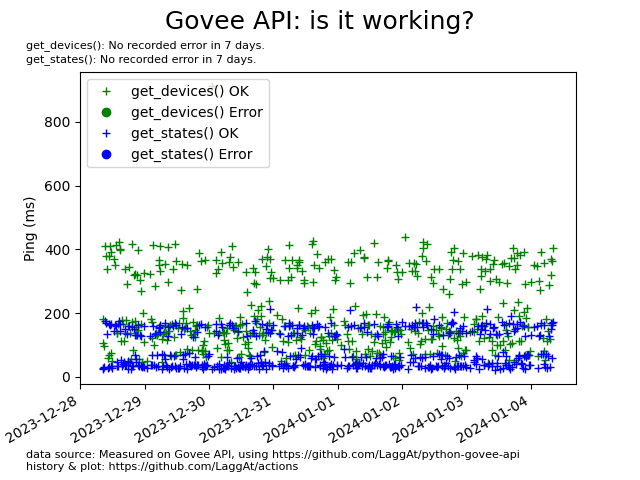 Govee API: is it working?
get_devices(): No recorded error in 7 days.
get_states(): No recorded error in 7 days.
get_devices() OK
get_devices() Error
get_states() OK
get_states() Error
Ping (ms)
800
600
400
200
0
2023-12-28
2023-12-29
2023-12-30
2023-12-31
2024-01-01
2024-01-02
2024-01-03
2024-01-04
data source: Measured on Govee API, using https://github.com/LaggAt/python-govee-api
history & plot: https://github.com/LaggAt/actions